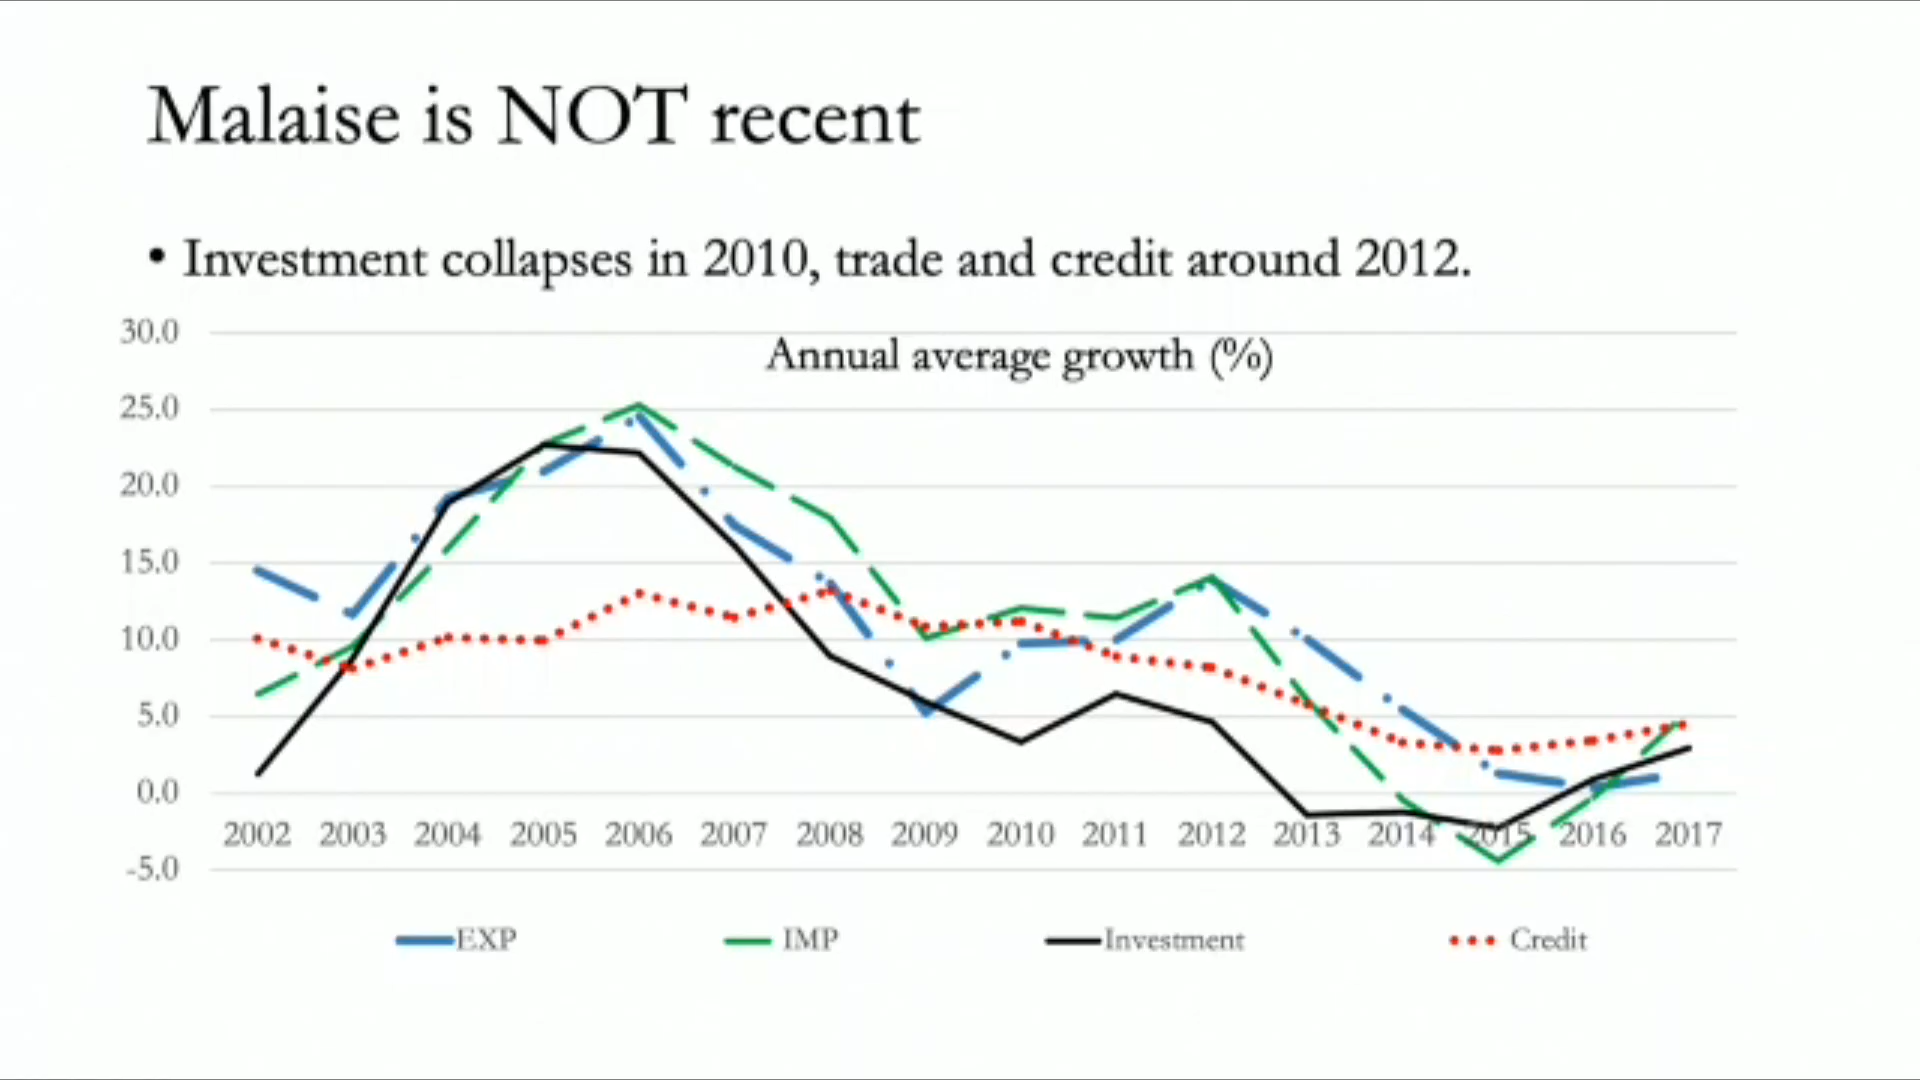 Malaise is NOT recent
• Investment collapses in 2010, trade and credit around 2012.
Annual average growth (%)
30.0
25.0
20.0
15.0
10.0
5.0
0.0
-5.0
2002 2003 2004 2005 2006 2007 2008 2009 2010 2011 2012 2013 2014 2015 2016 2017
EXP IMP Investment Credit